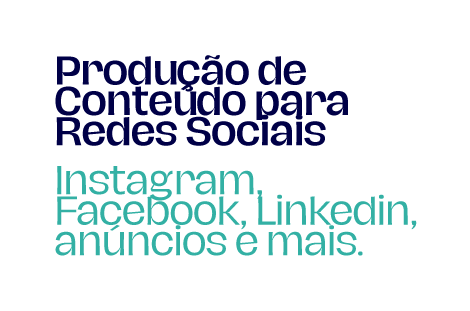 Produção de
Conteúdo para
Redes Sociais
Instagram,
Facebook, Linkedin,
anúncios e mais.